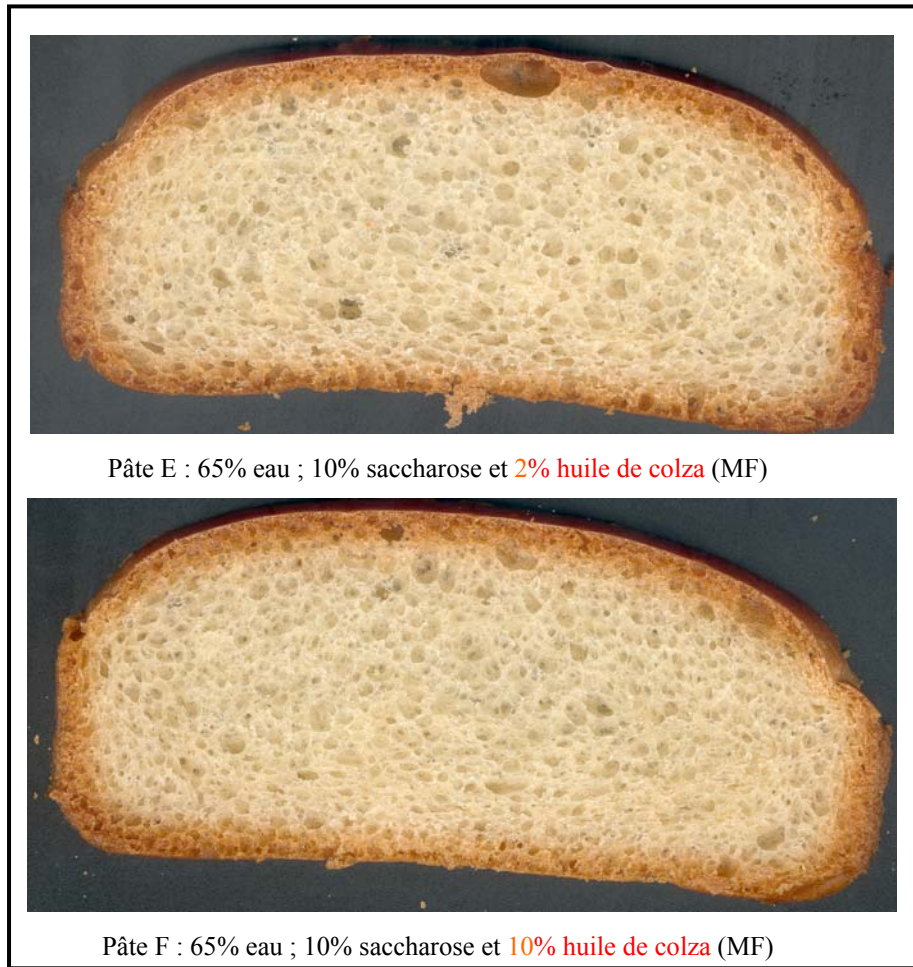 Pâte E : 65% eau ; 10% saccharose et 2% huile de colza (MF)
Pâte F : 65% eau ; 10% saccharose et 10% huile de colza (MF)